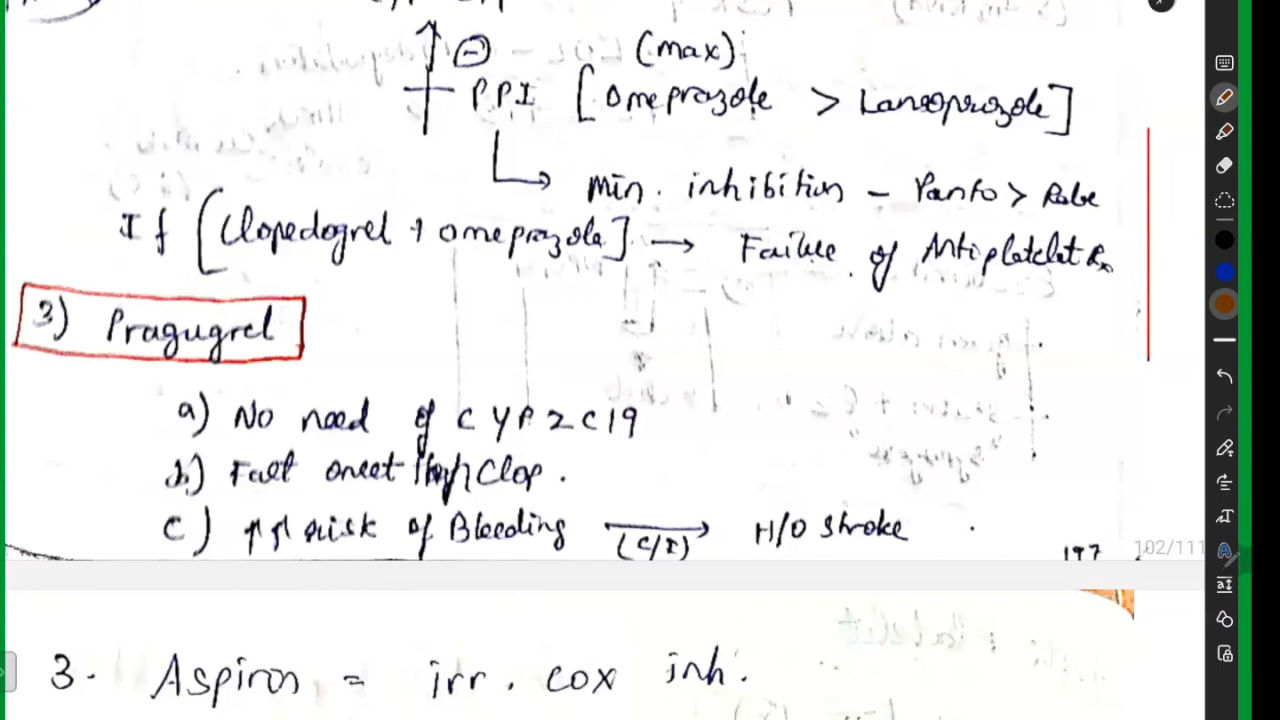 (max)
⊖
PPI [Omeprazole > Lansoprazole]
Min. inhibition – Panto > Rabe
If [Clopedogrel + omeprazole] → Failure of Antiplatelet Rx
3) Pragugrel
a) No need of CYP2C19
b) Fast onset than Clop.
c) ↑↑ risk of Bleeding (C/I) → H/O stroke
197
102/111
3. Aspirin = irr. cox inh.